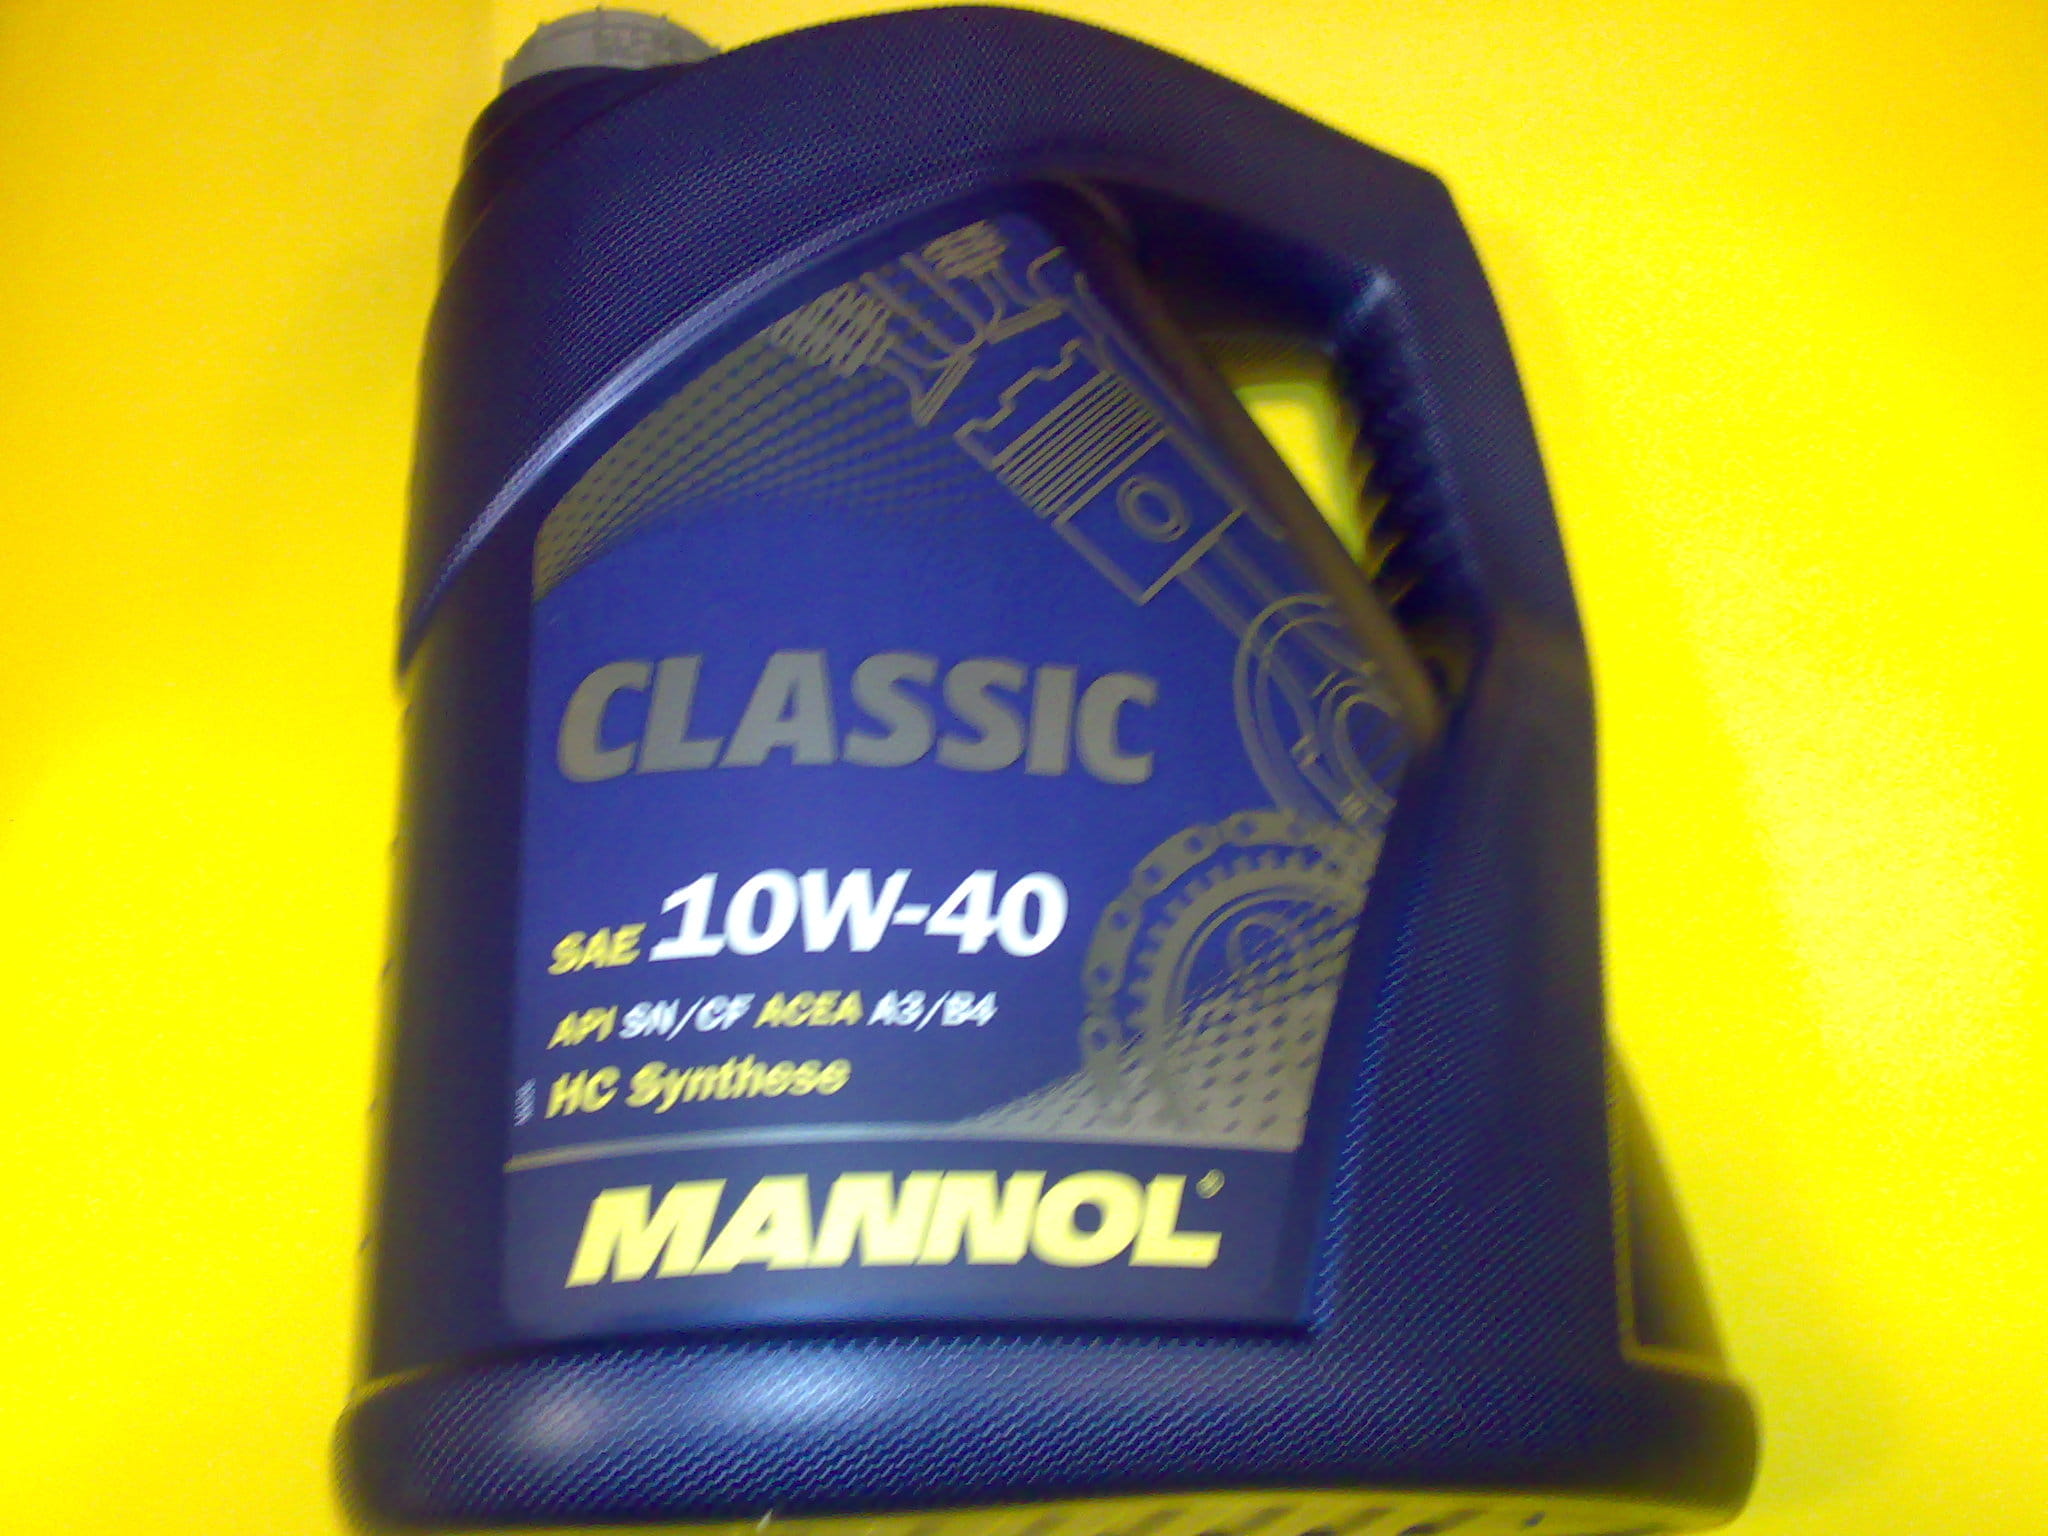 CLASSIC
SAE 10W-40
API SN/CF ACEA A3/B4
HC Synthese
MANNOL®